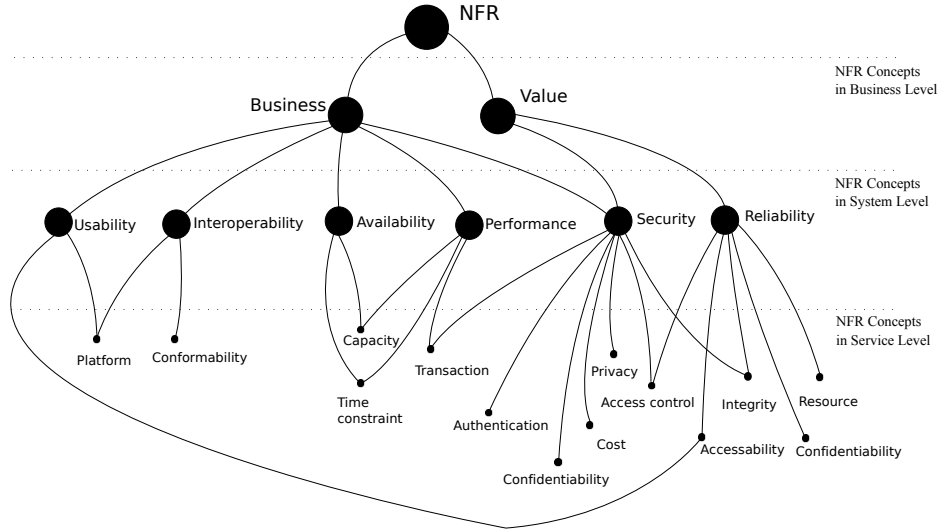 NFR
NFR Concepts
in Business Level
Business
Value
NFR Concepts
in System Level
Usability
Interoperability
Availability
Performance
Security
Reliability
NFR Concepts
in Service Level
Platform
Conformability
Capacity
Transaction
Privacy
Time
constraint
Access control
Integrity
Resource
Authentication
Cost
Accessability
Confidentiability
Confidentiability